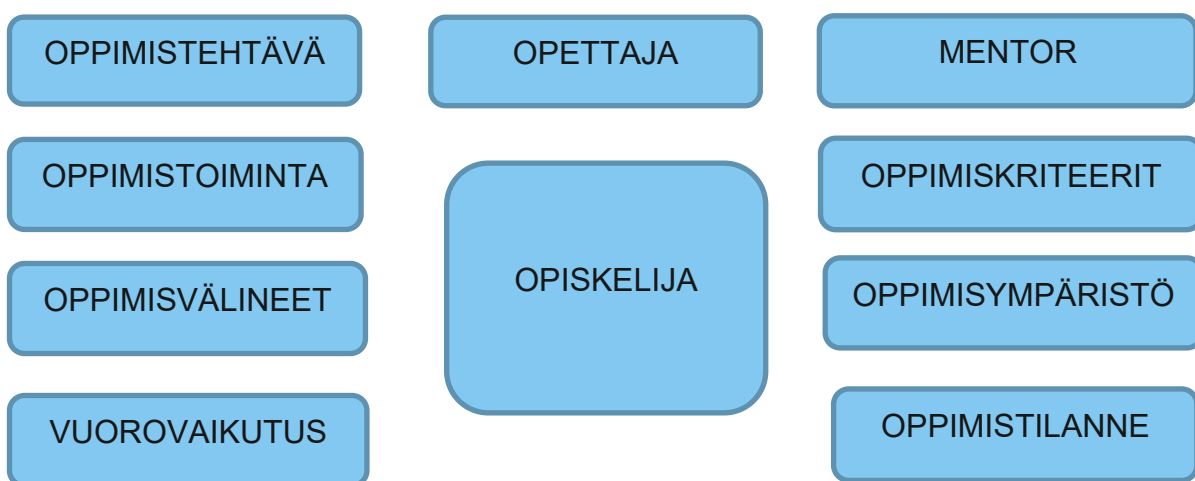 OPPIMISTEHTÄVÄ
OPETTAJA
MENTOR
OPPIMISTOIMINTA
OPPIMISKRITEERIT
OPISKELIJA
OPPIMISVÄLINEET
OPPIMISYMPÄRISTÖ
VUOROVAIKUTUS
OPPIMISTILANNE